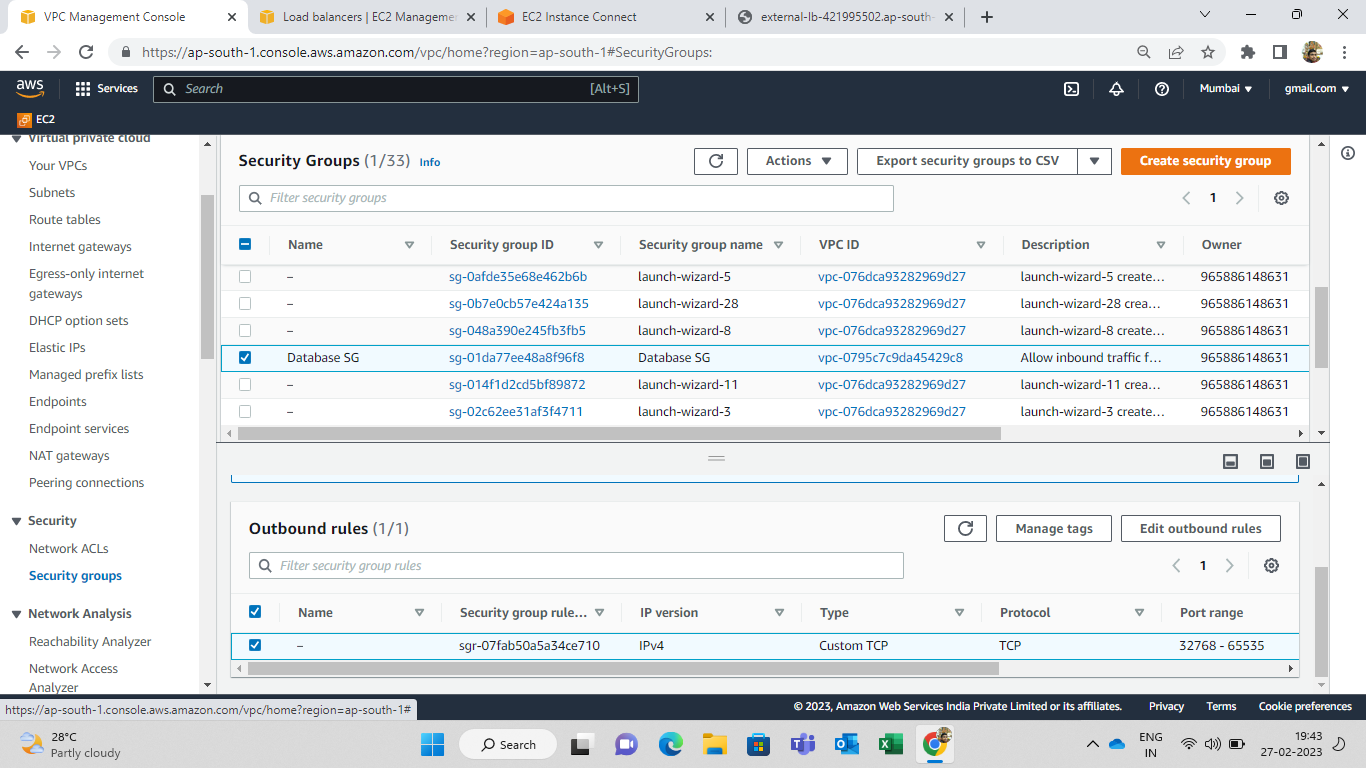 VPC Management Console
Load balancers | EC2 Managemen
EC2 Instance Connect
external-lb-421995502.ap-south-
https://ap-south-1.console.aws.amazon.com/vpc/home?region=ap-south-1#SecurityGroups:
aws
Services
Search
[Alt+S]
Mumbai
gmail.com
EC2
Virtual private cloud
Your VPCs
Subnets
Route tables
Internet gateways
Egress-only internet
gateways
DHCP option sets
Elastic IPs
Managed prefix lists
Endpoints
Endpoint services
NAT gateways
Peering connections
Security
Network ACLs
Security groups
Network Analysis
Reachability Analyzer
Network Access
Analyzer
Security Groups (1/33) Info
Actions
Export security groups to CSV
Create security group
Filter security groups
1
Name Security group ID Security group name VPC ID Description Owner
– sg-0afde35e68e462b6b launch-wizard-5 vpc-076dca93282969d27 launch-wizard-5 create... 965886148631
– sg-0b7e0cb57e424a135 launch-wizard-28 vpc-076dca93282969d27 launch-wizard-28 crea... 965886148631
– sg-048a390e245fb3fb5 launch-wizard-8 vpc-076dca93282969d27 launch-wizard-8 create... 965886148631
Database SG sg-01da77ee48a8f96f8 Database SG vpc-0795c7c9da45429c8 Allow inbound traffic f... 965886148631
– sg-014f1d2cd5bf89872 launch-wizard-11 vpc-076dca93282969d27 launch-wizard-11 crea... 965886148631
– sg-02c62ee31af3f4711 launch-wizard-3 vpc-076dca93282969d27 launch-wizard-3 create... 965886148631
Outbound rules (1/1)
Manage tags
Edit outbound rules
Filter security group rules
1
Name Security group rule... IP version Type Protocol Port range
– sgr-07fab50a5a34ce710 IPv4 Custom TCP TCP 32768 - 65535
https://ap-south-1.console.aws.amazon.com/vpc/home?region=ap-south-1#
© 2023, Amazon Web Services India Private Limited or its affiliates.
Privacy
Terms
Cookie preferences
28°C
Partly cloudy
Search
ENG
IN
19:43
27-02-2023